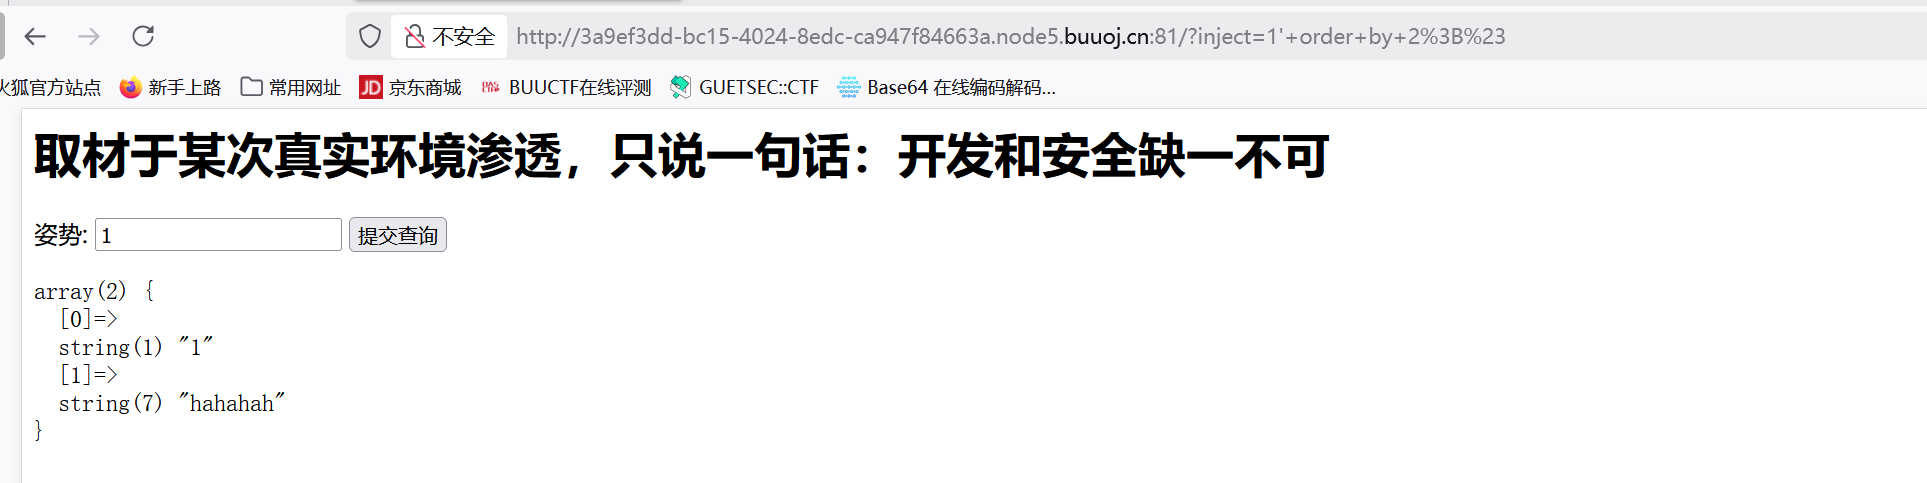 不安全 http://3a9ef3dd-bc15-4024-8edc-ca947f84663a.node5.buuoj.cn:81/?inject=1'+order+by+2%3B%23
火狐官方站点 新手上路 常用网址 JD 京东商城 BUUCTF在线评测 GUETSEC::CTF Base64 在线编码解码...
取材于某次真实环境渗透，只说一句话：开发和安全缺一不可
姿势: 1 提交查询
array(2) {
[0]=>
string(1) "1"
[1]=>
string(7) "hahahah"
}